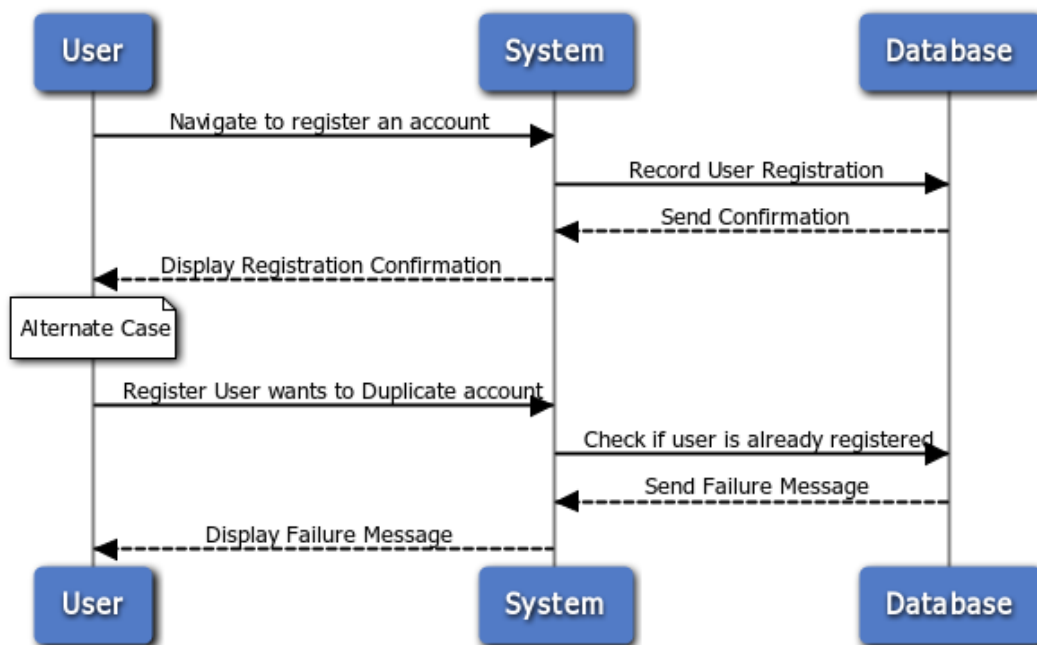 User
System
Database
Navigate to register an account
Record User Registration
Send Confirmation
Display Registration Confirmation
Alternate Case
Register User wants to Duplicate account
Check if user is already registered
Send Failure Message
Display Failure Message
User
System
Database